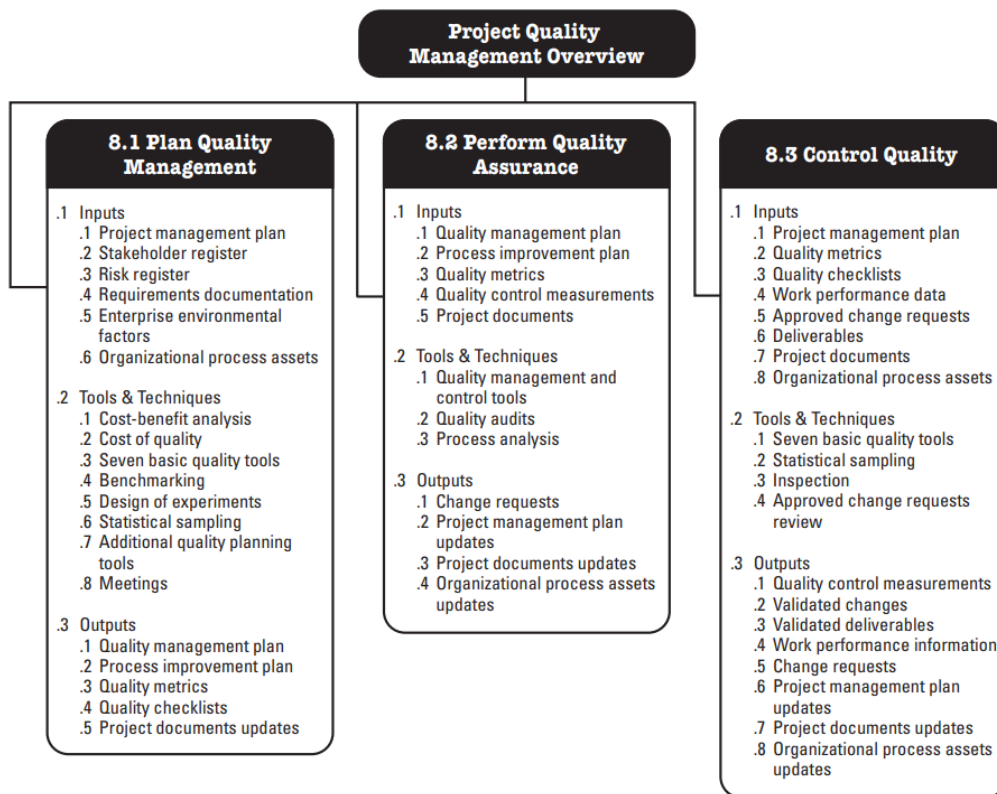 Project Quality
Management Overview
8.1 Plan Quality
Management
.1 Inputs
.1 Project management plan
.2 Stakeholder register
.3 Risk register
.4 Requirements documentation
.5 Enterprise environmental
factors
.6 Organizational process assets
.2 Tools & Techniques
.1 Cost-benefit analysis
.2 Cost of quality
.3 Seven basic quality tools
.4 Benchmarking
.5 Design of experiments
.6 Statistical sampling
.7 Additional quality planning
tools
.8 Meetings
.3 Outputs
.1 Quality management plan
.2 Process improvement plan
.3 Quality metrics
.4 Quality checklists
.5 Project documents updates
8.2 Perform Quality
Assurance
.1 Inputs
.1 Quality management plan
.2 Process improvement plan
.3 Quality metrics
.4 Quality control measurements
.5 Project documents
.2 Tools & Techniques
.1 Quality management and
control tools
.2 Quality audits
.3 Process analysis
.3 Outputs
.1 Change requests
.2 Project management plan
updates
.3 Project documents updates
.4 Organizational process assets
updates
8.3 Control Quality
.1 Inputs
.1 Project management plan
.2 Quality metrics
.3 Quality checklists
.4 Work performance data
.5 Approved change requests
.6 Deliverables
.7 Project documents
.8 Organizational process assets
.2 Tools & Techniques
.1 Seven basic quality tools
.2 Statistical sampling
.3 Inspection
.4 Approved change requests
review
.3 Outputs
.1 Quality control measurements
.2 Validated changes
.3 Validated deliverables
.4 Work performance information
.5 Change requests
.6 Project management plan
updates
.7 Project documents updates
.8 Organizational process assets
updates